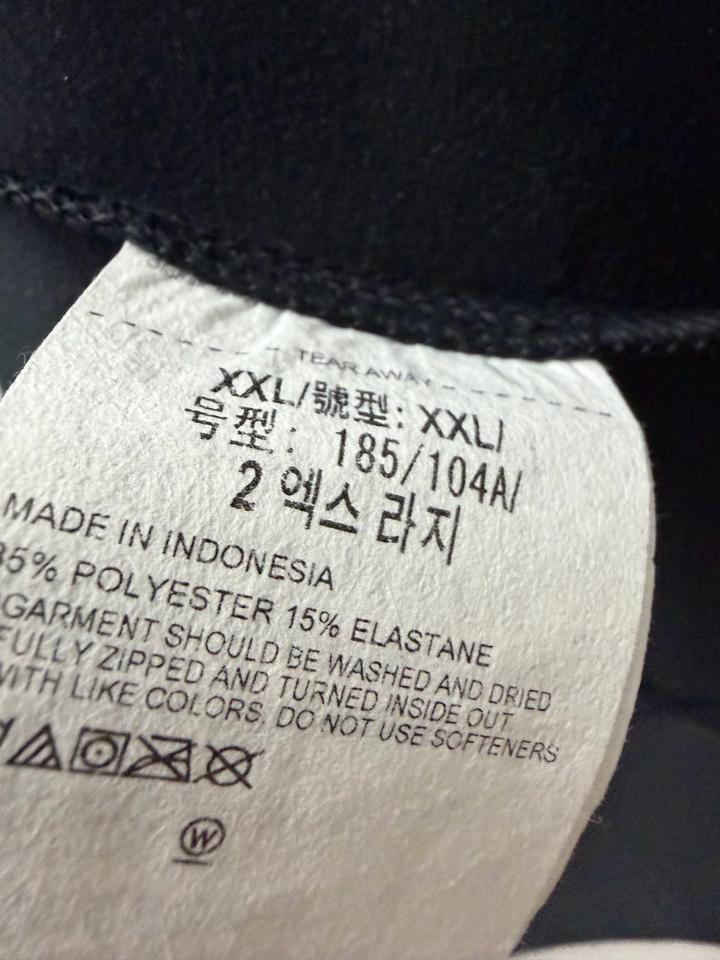 TEAR AWAY
XXL/號型: XXL/
号型: 185/104A/
2 엑스 라지
MADE IN INDONESIA
85% POLYESTER 15% ELASTANE
GARMENT SHOULD BE WASHED AND DRIED
FULLY ZIPPED AND TURNED INSIDE OUT
WITH LIKE COLORS, DO NOT USE SOFTENERS
W